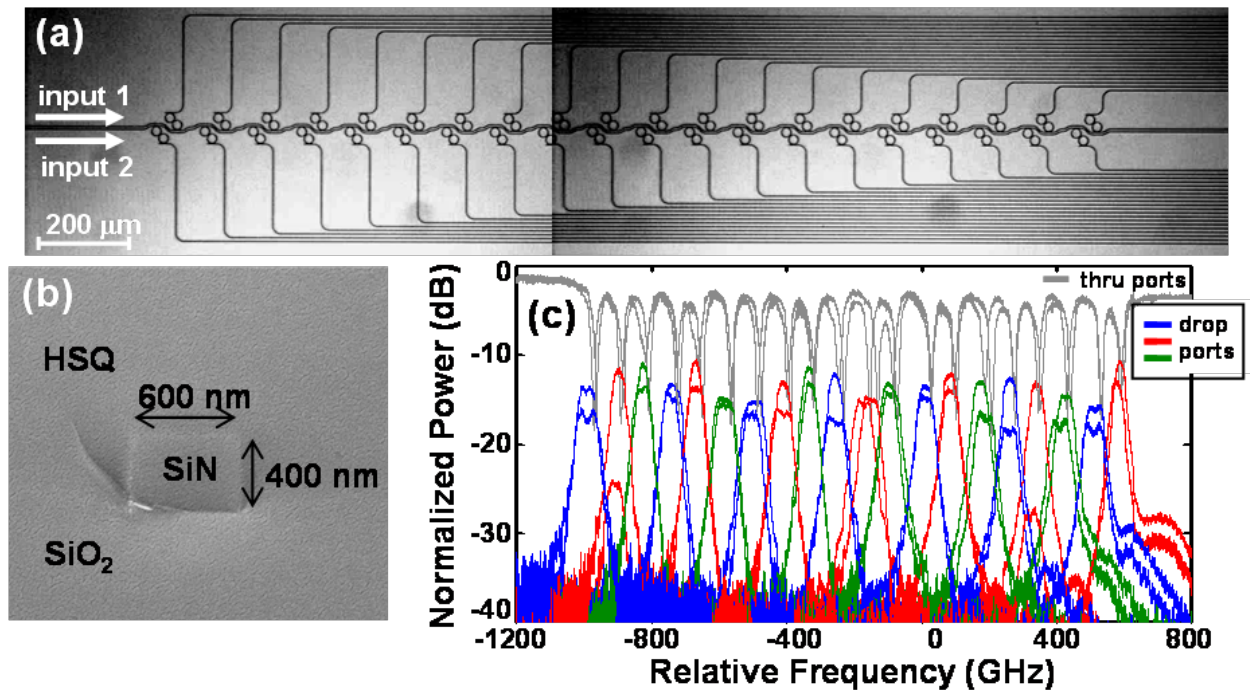 (a)
input 1
input 2
200 μm
(b)
HSQ
600 nm
SiN
400 nm
SiO₂
(c)
thru ports
drop
ports
Normalized Power (dB)
0
-10
-20
-30
-40
-1200
-800
-400
0
400
800
Relative Frequency (GHz)